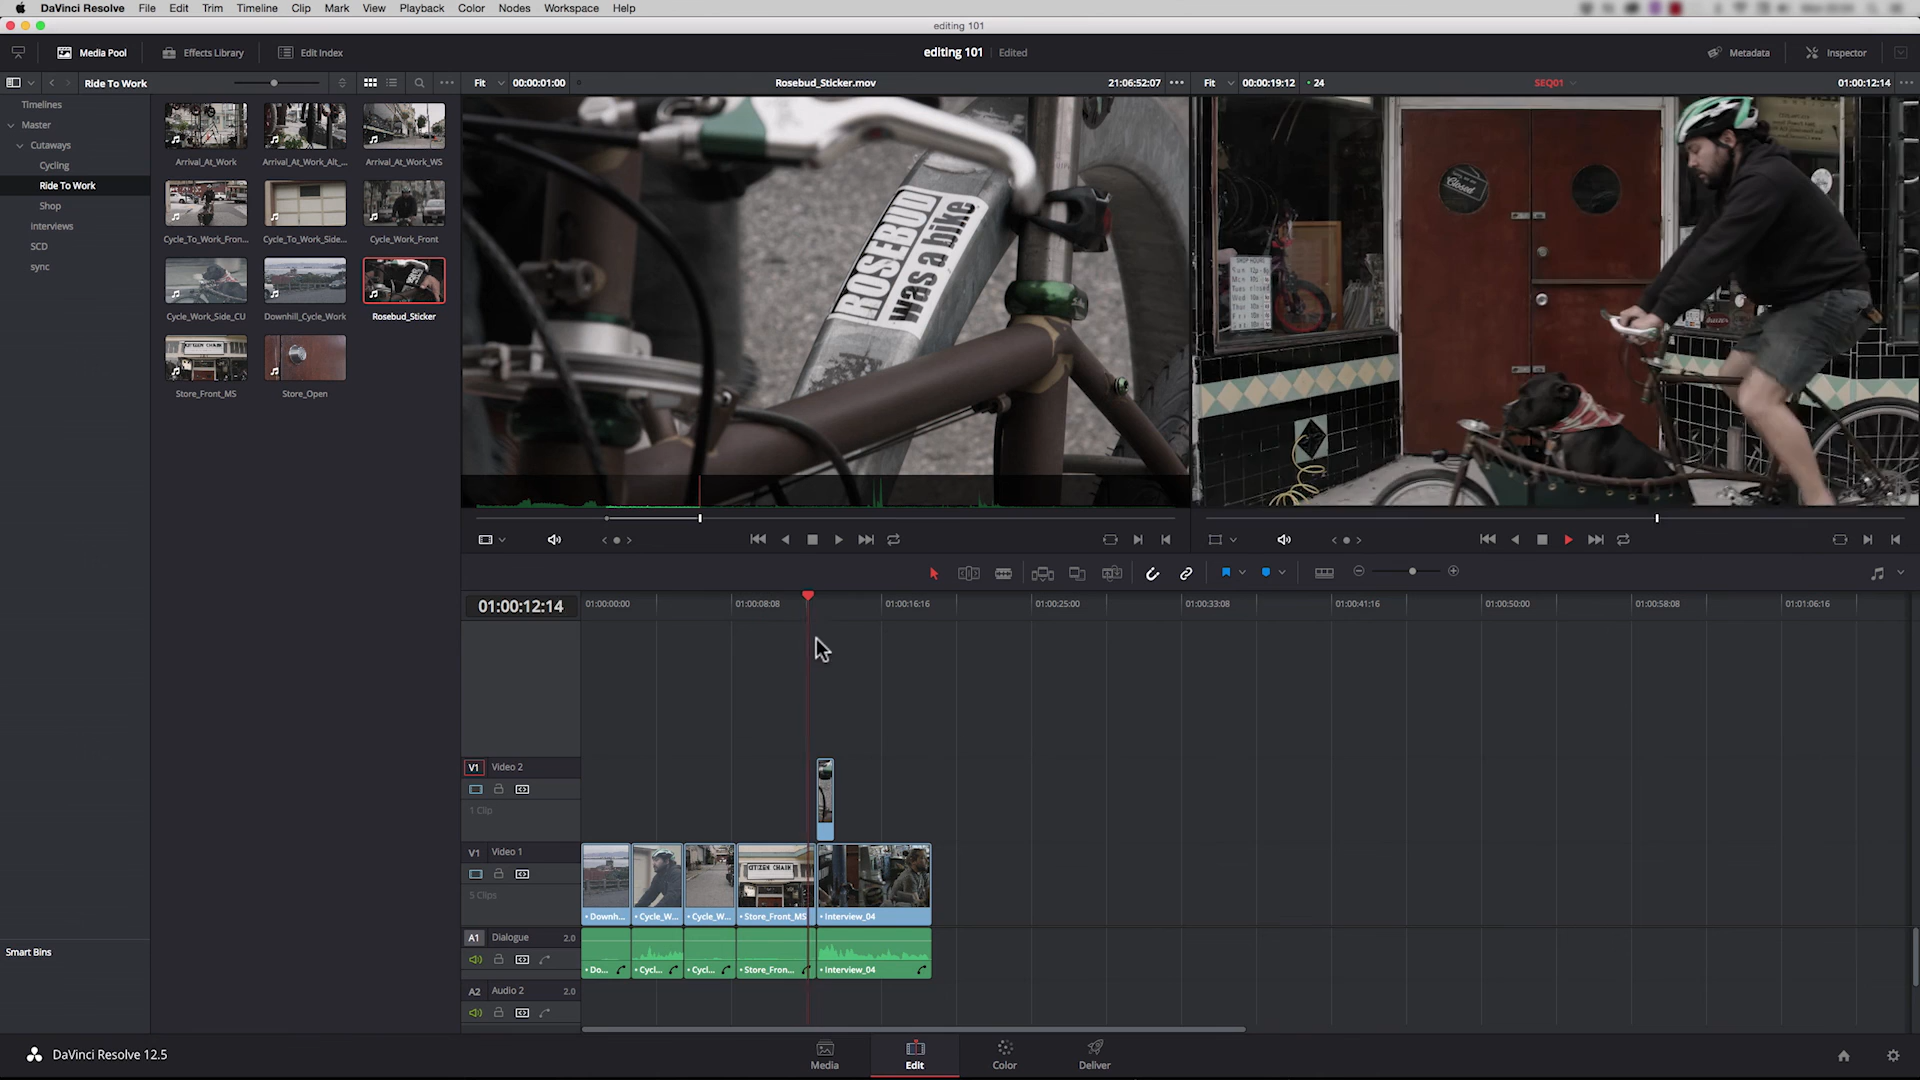 DaVinci Resolve File Edit Trim Timeline Clip Mark View Playback Color Nodes Workspace Help
editing 101
Media Pool Effects Library Edit Index
editing 101 Edited
Metadata Inspector
Ride To Work
Fit 00:00:01:00 Rosebud_Sticker.mov 21:06:52:07
Fit 00:00:19:12 24 SEQ01 01:00:12:14
Timelines
Master
Cutaways
Cycling
Ride To Work
Shop
Interviews
SCD
sync
Smart Bins
Arrival_At_Work Arrival_At_Work_Alt_... Arrival_At_Work_WS
Cycle_To_Work_Fron... Cycle_To_Work_Side... Cycle_Work_Front
Cycle_Work_Side_CU Downhill_Cycle_Work Rosebud_Sticker
Store_Front_MS Store_Open
ROSEBUD
was a bike
Closed
SHOP HOURS
01:00:12:14
01:00:00:00 01:00:08:08 01:00:16:16 01:00:25:00 01:00:33:08 01:00:41:16 01:00:50:00 01:00:58:08 01:01:06:16
V1 Video 2
1 Clip
V1 Video 1
5 Clips
CITIZEN CHAIN
Downh... Cycle_W... Cycle_W... Store_Front_MS Interview_04
A1 Dialogue 2.0
Do... Cycl... Cycl... Store_Fron... Interview_04
A2 Audio 2 2.0
DaVinci Resolve 12.5
Media Edit Color Deliver